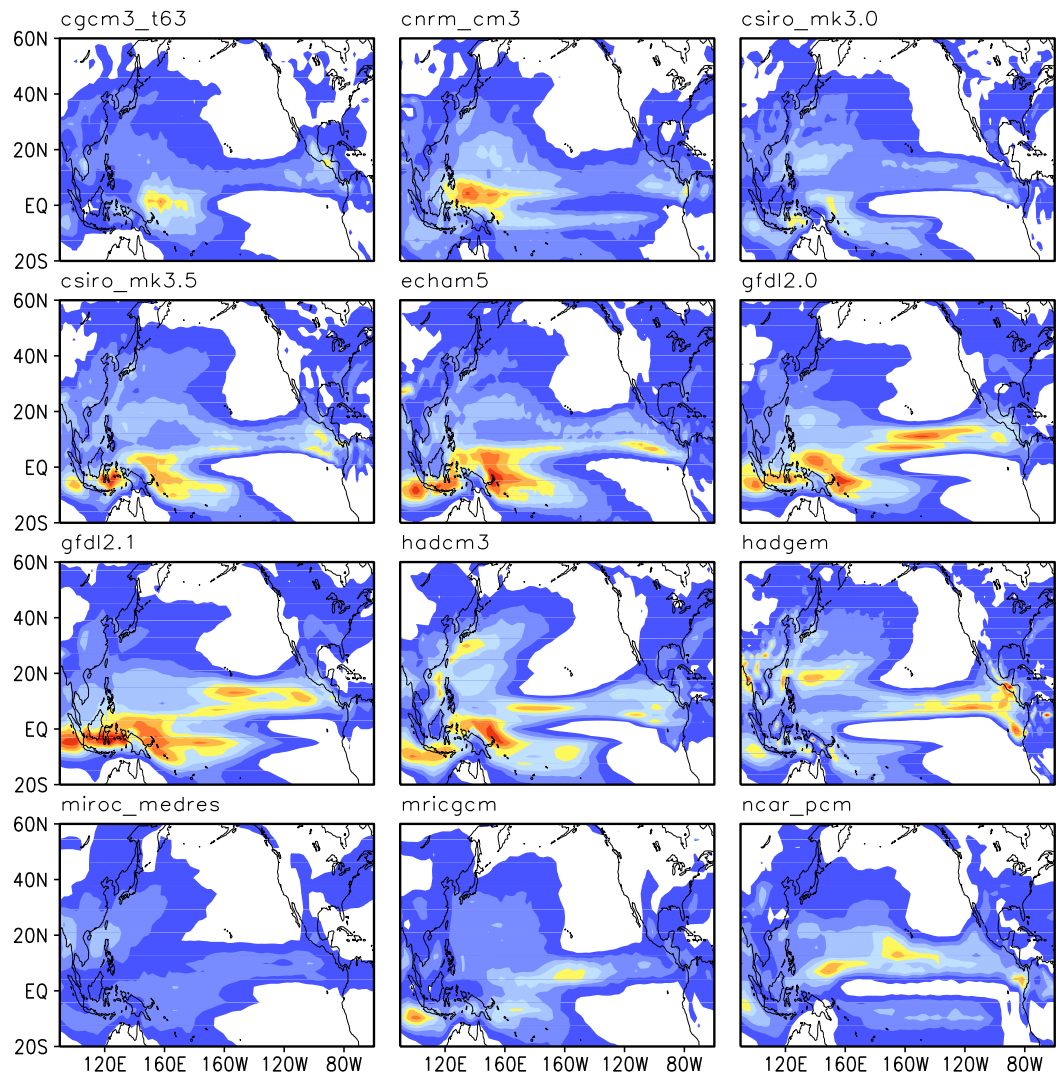 cgcm3_t63 cnrm_cm3 csiro_mk3.0
60N
40N
20N
EQ
20S
csiro_mk3.5 echam5 gfdl2.0
60N
40N
20N
EQ
20S
gfdl2.1 hadcm3 hadgem
60N
40N
20N
EQ
20S
miroc_medres mricgcm ncar_pcm
60N
40N
20N
EQ
20S
120E 160E 160W 120W 80W 120E 160E 160W 120W 80W 120E 160E 160W 120W 80W